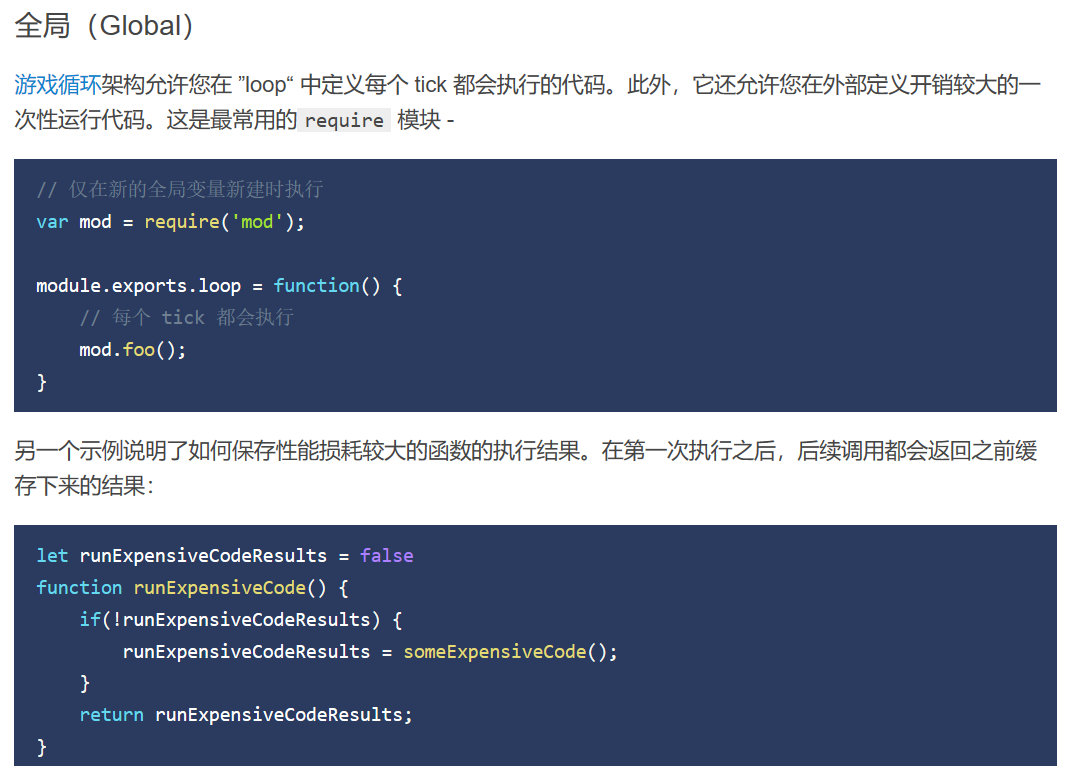 全局（Global）
游戏循环架构允许您在 ”loop“ 中定义每个 tick 都会执行的代码。此外，它还允许您在外部定义开销较大的一
次性运行代码。这是最常用的 require 模块 -
// 仅在新的全局变量新建时执行
var mod = require('mod');
module.exports.loop = function() {
    // 每个 tick 都会执行
    mod.foo();
}
另一个示例说明了如何保存性能损耗较大的函数的执行结果。在第一次执行之后，后续调用都会返回之前缓
存下来的结果：
let runExpensiveCodeResults = false
function runExpensiveCode() {
    if(!runExpensiveCodeResults) {
        runExpensiveCodeResults = someExpensiveCode();
    }
    return runExpensiveCodeResults;
}